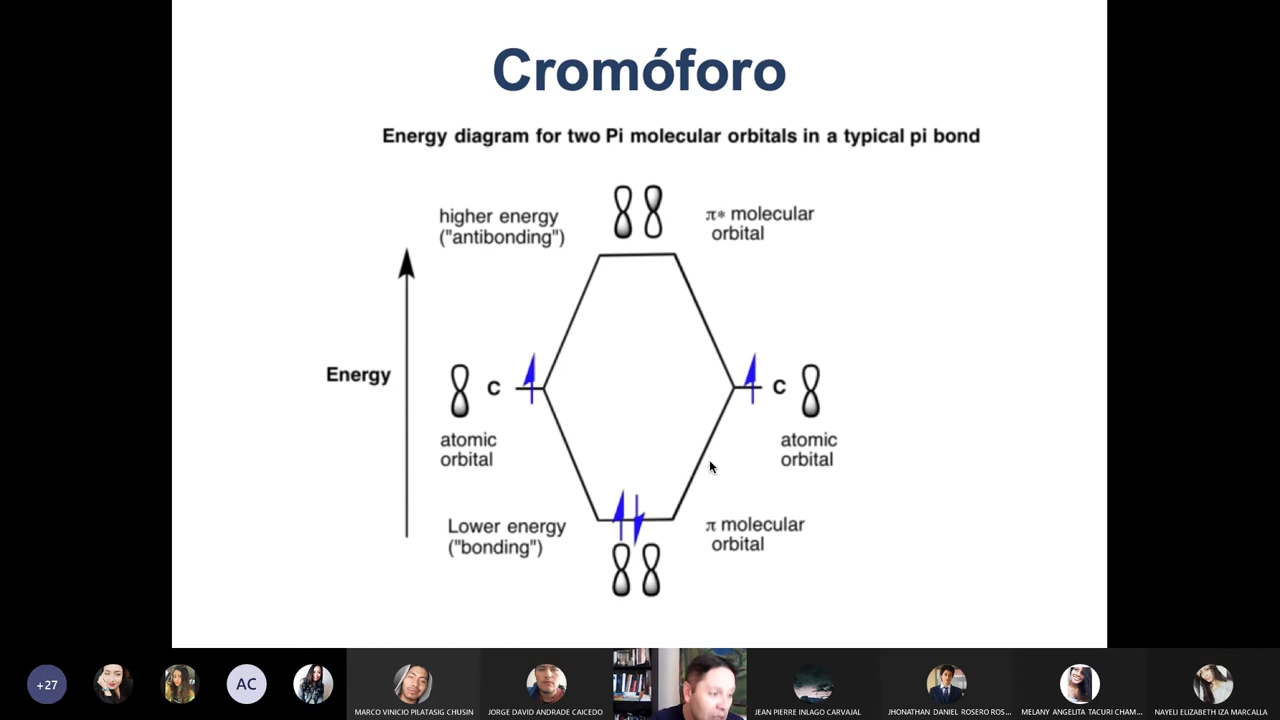 Cromóforo
Energy diagram for two Pi molecular orbitals in a typical pi bond
higher energy
("antibonding")
π* molecular
orbital
Energy
C
C
atomic
orbital
atomic
orbital
Lower energy
("bonding")
π molecular
orbital
+27
AC
MARCO VINICIO PILATASIG CHUSIN
JORGE DAVID ANDRADE CAICEDO
JEAN PIERRE INLAGO CARVAJAL
JHONATHAN DANIEL ROSERO ROS...
MELANY ANGELITA TACURI CHAM...
NAYELI ELIZABETH IZA MARCALLA